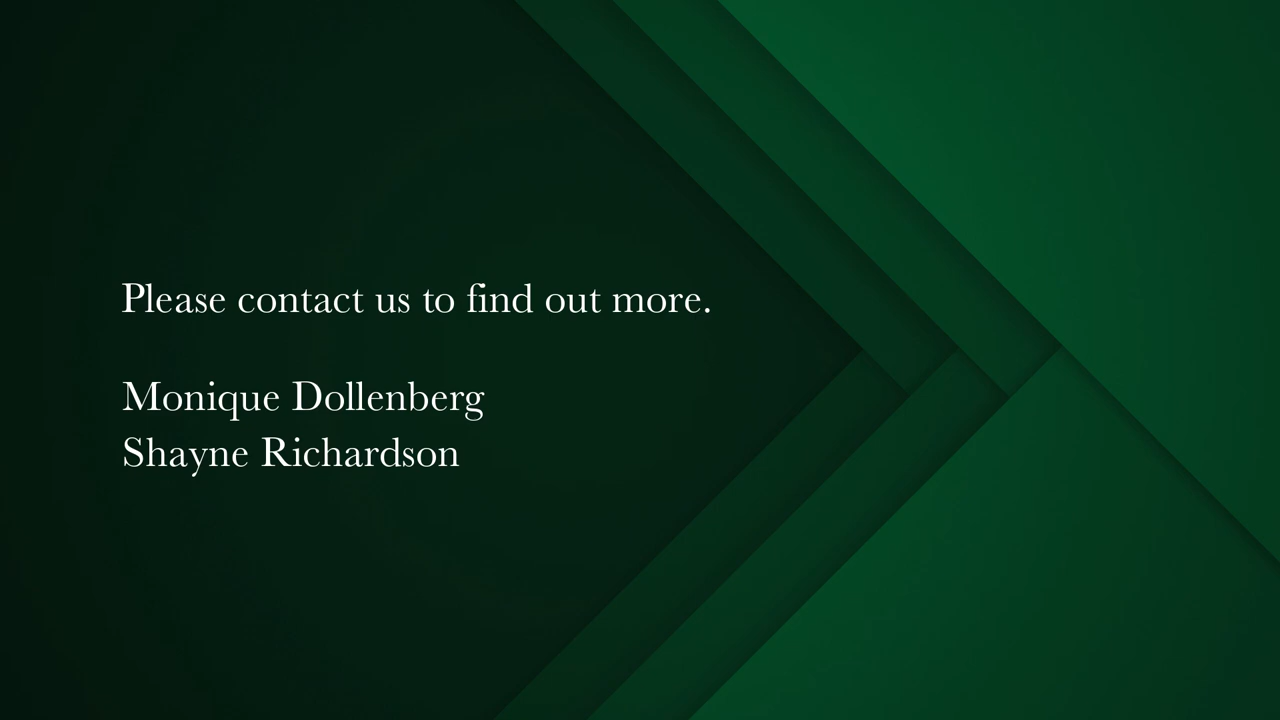 Please contact us to find out more.
Monique Dollenberg
Shayne Richardson